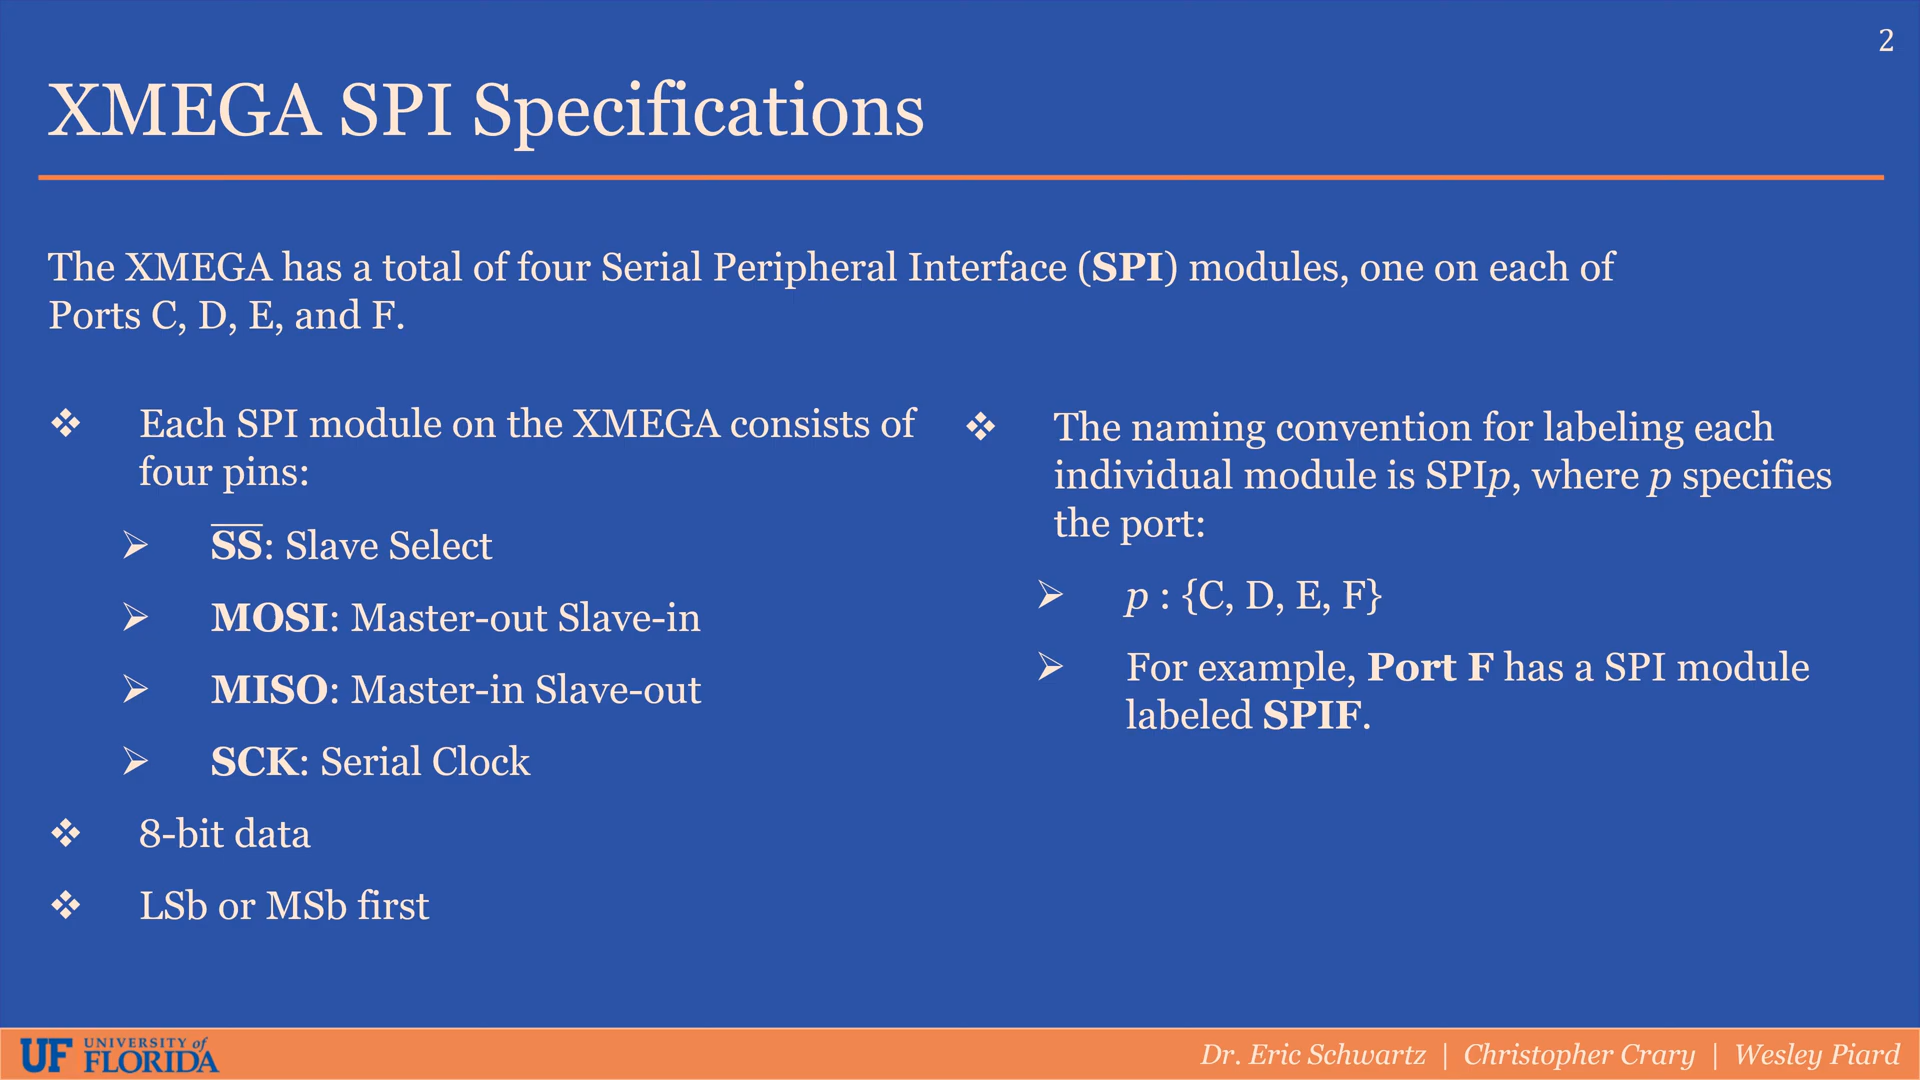 2
XMEGA SPI Specifications
The XMEGA has a total of four Serial Peripheral Interface (SPI) modules, one on each of
Ports C, D, E, and F.
❖ Each SPI module on the XMEGA consists of
four pins:
➢ S̅S̅: Slave Select
➢ MOSI: Master-out Slave-in
➢ MISO: Master-in Slave-out
➢ SCK: Serial Clock
❖ 8-bit data
❖ LSb or MSb first
❖ The naming convention for labeling each
individual module is SPIp, where p specifies
the port:
➢ p : {C, D, E, F}
➢ For example, Port F has a SPI module
labeled SPIF.
UF UNIVERSITY of
FLORIDA
Dr. Eric Schwartz | Christopher Crary | Wesley Piard